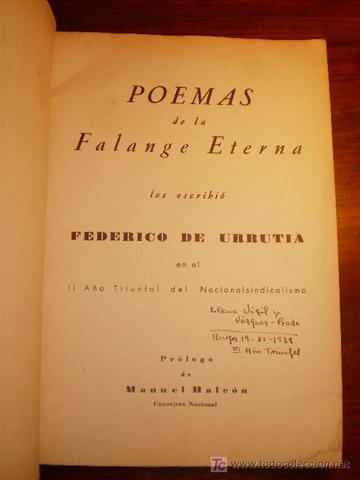 POEMAS
de la
Falange Eterna
los escribió
FEDERICO DE URRUTIA
en el
II Año Triunfal del Nacionalsindicalismo
Elena Vigil y
Vázquez-Prada
Burgos 19-XI-1938
III Año Triunfal
Prólogo
de
Manuel Halcón
Consejero Nacional
todocoleccion
www.todocoleccion.net